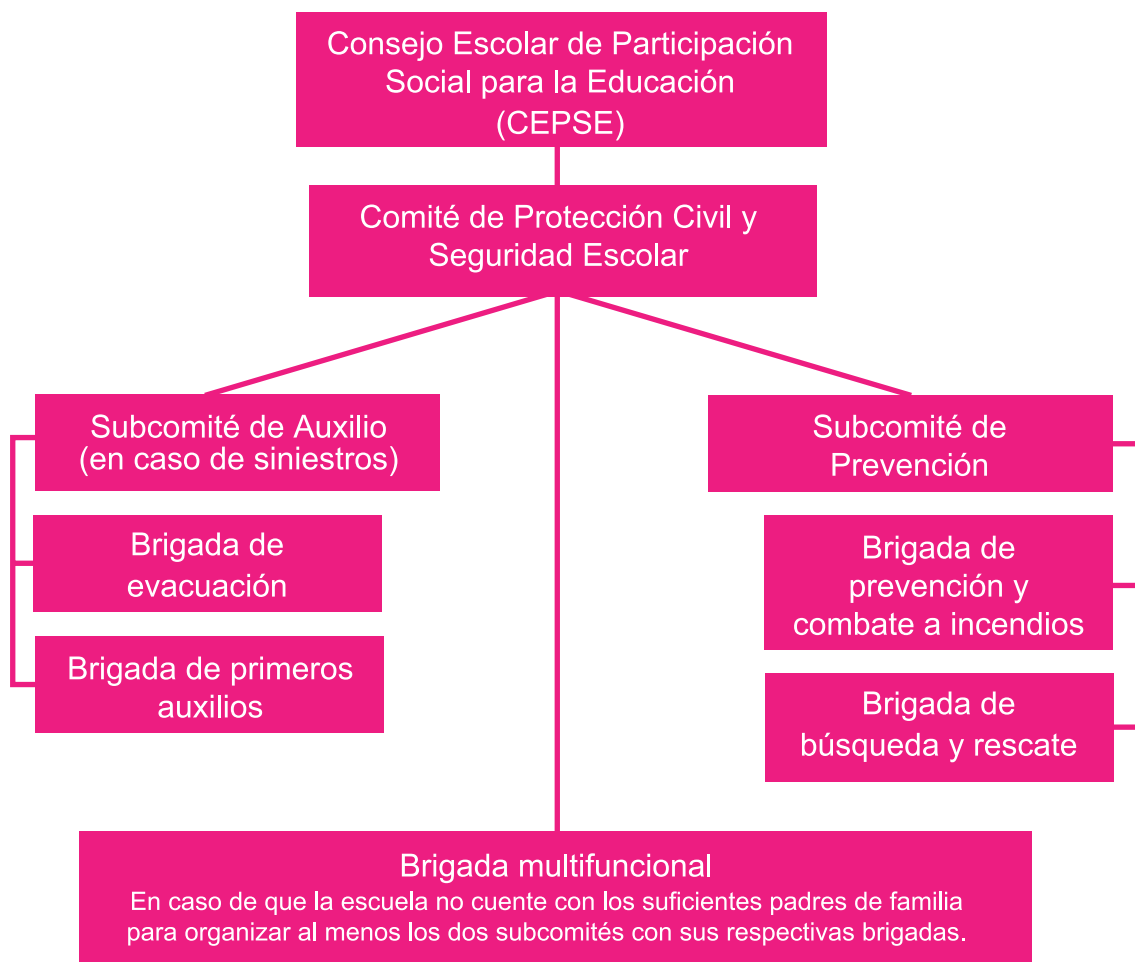 Consejo Escolar de Participación
Social para la Educación
(CEPSE)
Comité de Protección Civil y
Seguridad Escolar
Subcomité de Auxilio
(en caso de siniestros)
Brigada de
evacuación
Brigada de primeros
auxilios
Subcomité de
Prevención
Brigada de
prevención y
combate a incendios
Brigada de
búsqueda y rescate
Brigada multifuncional
En caso de que la escuela no cuente con los suficientes padres de familia
para organizar al menos los dos subcomités con sus respectivas brigadas.